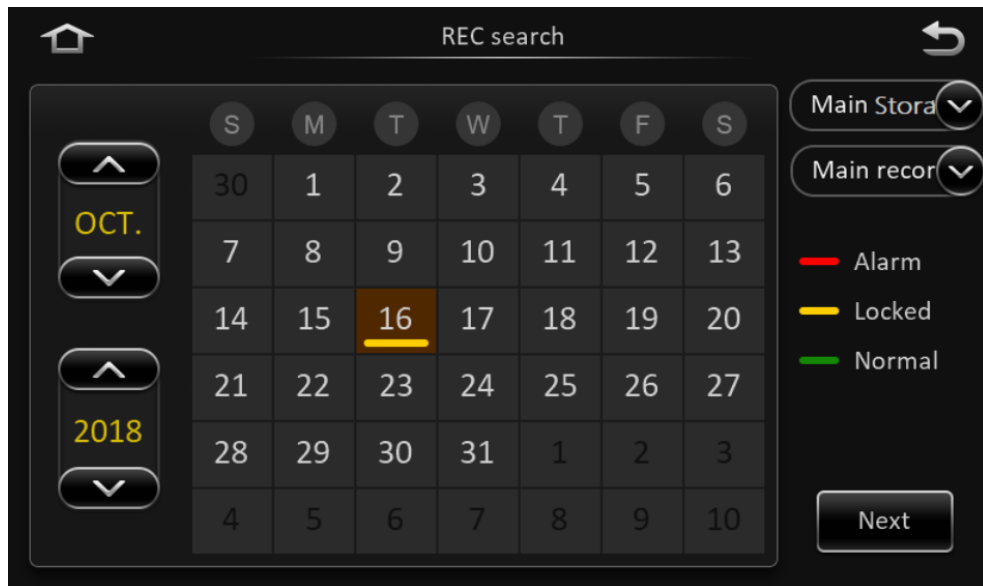 REC search
Main Stora
Main recor
S M T W T F S
30 1 2 3 4 5 6
OCT.
7 8 9 10 11 12 13
14 15 16 17 18 19 20
21 22 23 24 25 26 27
2018
28 29 30 31 1 2 3
4 5 6 7 8 9 10
Alarm
Locked
Normal
Next